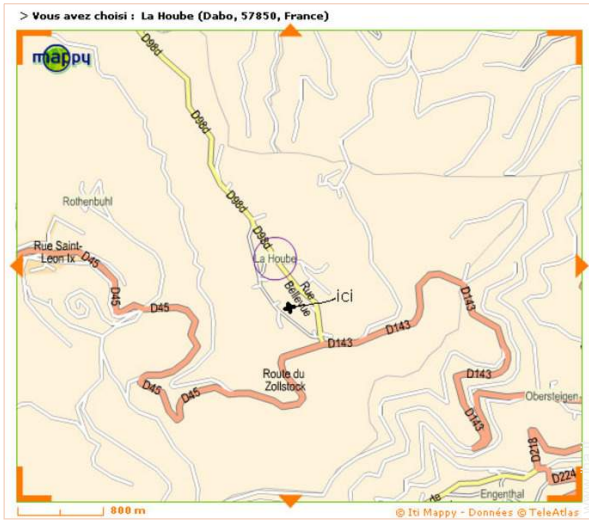 > Vous avez choisi : La Hoube (Dabo, 57850, France)
mappy
D98d
D98d
D98d
D98d
Rothenbuhl
Rue Saint-
Leon Ix
D45
D45
D45
La Hoube
Rue
Bellevue
ici
D143
D143
D143
D143
D143
Route du
Zollstock
D45
D45
Obersteigen
D218
D224
Engenthal
de
800 m
© Iti Mappy - Données © TeleAtlas